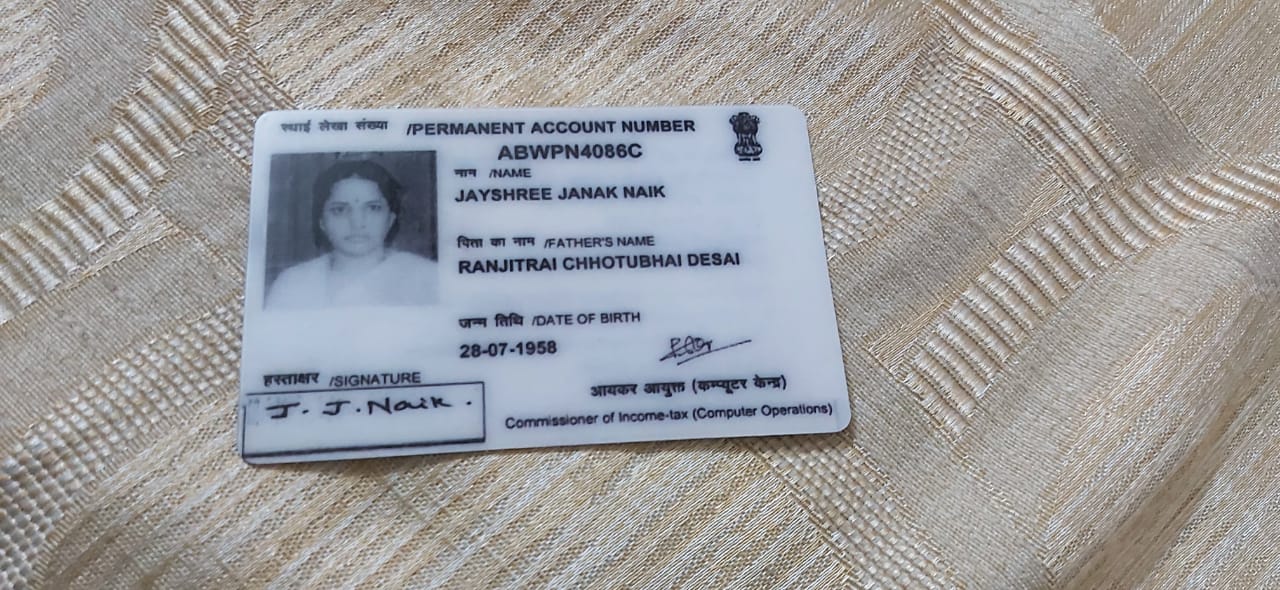 स्थाई लेखा संख्या /PERMANENT ACCOUNT NUMBER
ABWPN4086C
नाम /NAME
JAYSHREE JANAK NAIK
पिता का नाम /FATHER'S NAME
RANJITRAI CHHOTUBHAI DESAI
जन्म तिथि /DATE OF BIRTH
28-07-1958
हस्ताक्षर /SIGNATURE
J. J. Naik.
आयकर आयुक्त (कम्प्यूटर केन्द्र)
Commissioner of Income-tax (Computer Operations)